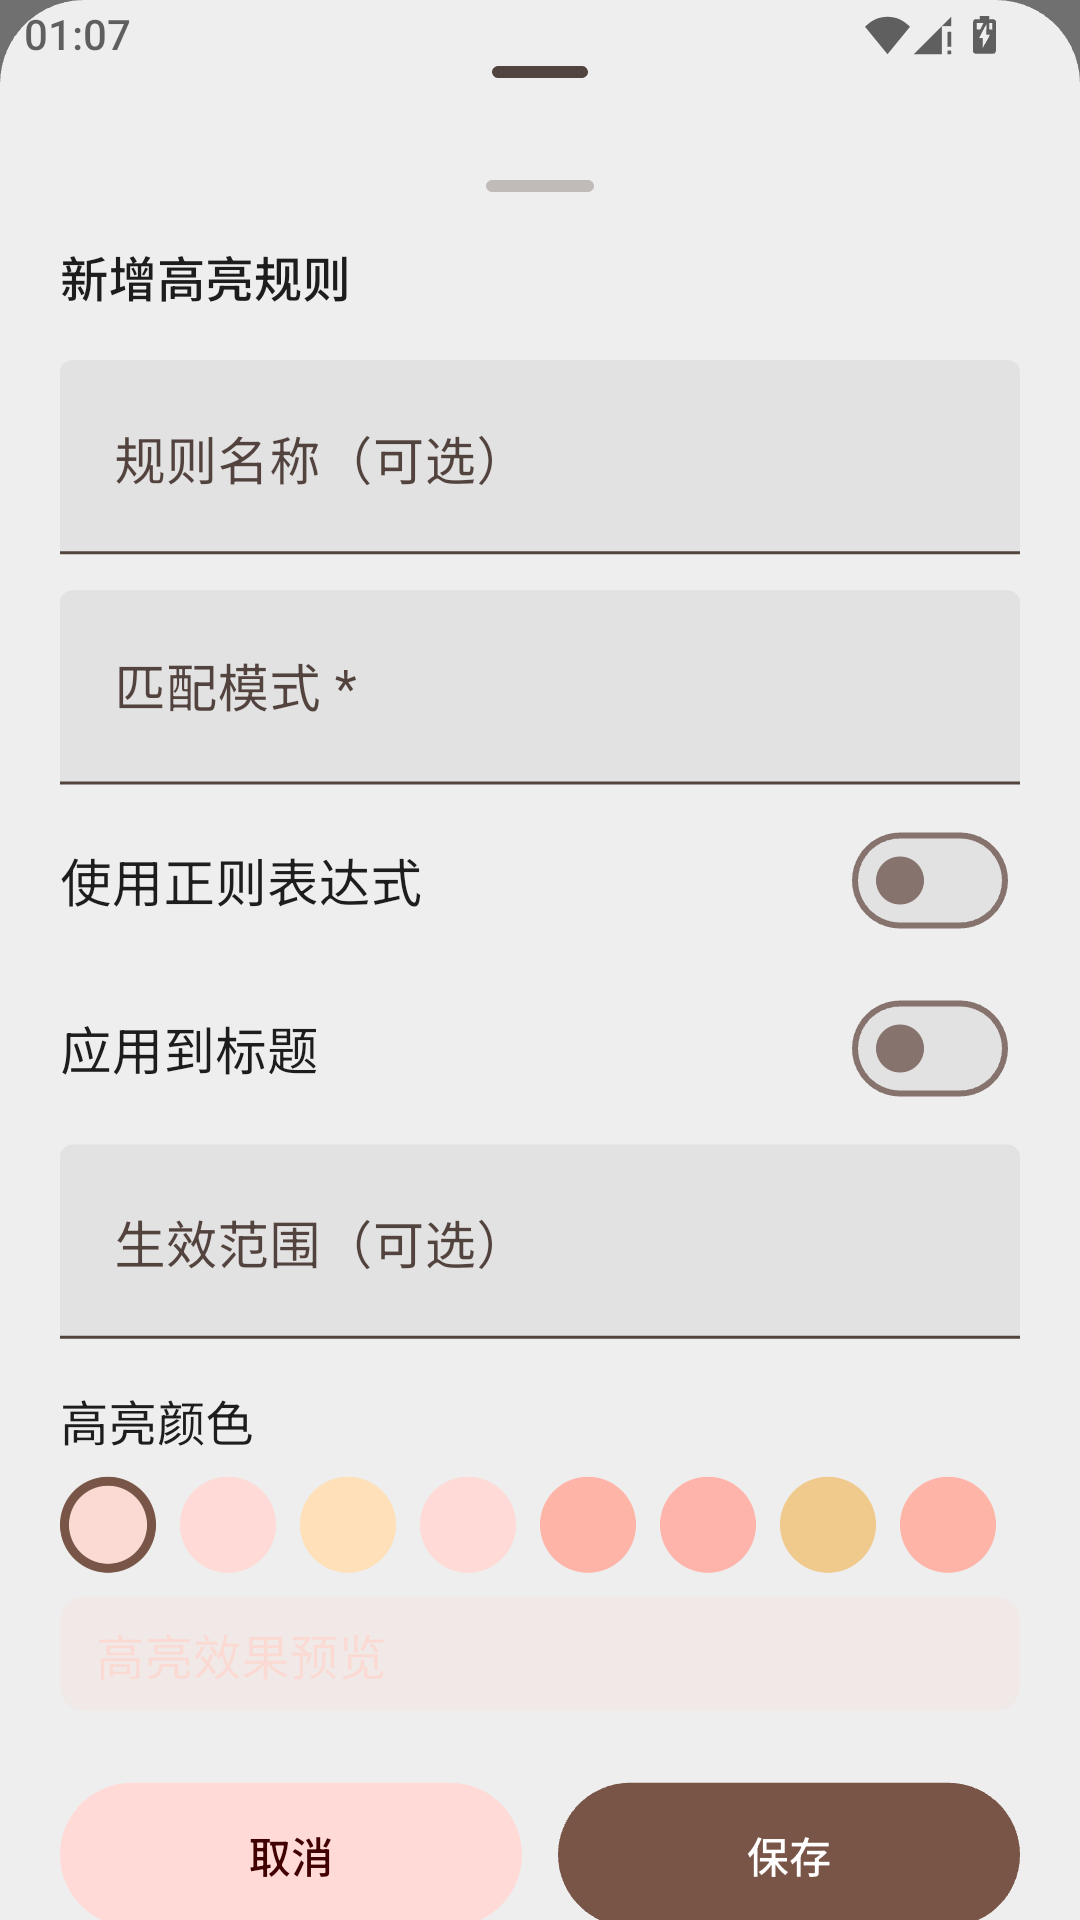 01:07
新增高亮规则
规则名称（可选）
匹配模式 *
使用正则表达式
应用到标题
生效范围（可选）
高亮颜色
高亮效果预览
取消
保存